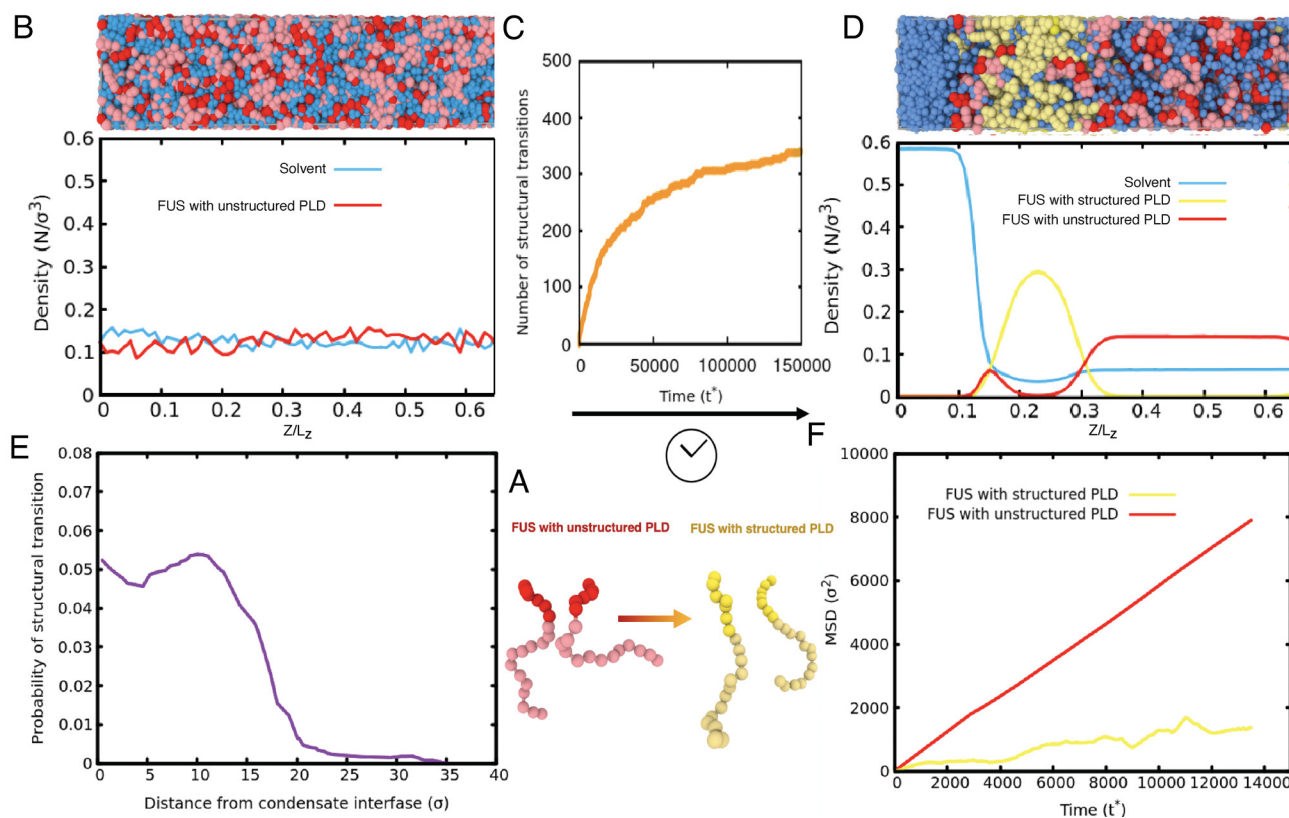 B
Solvent
FUS with unstructured PLD
Density (N/σ³)
0.6
0.5
0.4
0.3
0.2
0.1
0
0 0.1 0.2 0.3 0.4 0.5 0.6
Z/Lz
C
Number of structural transitions
500
400
300
200
100
0
0 50000 100000 150000
Time (t*)
D
Solvent
FUS with structured PLD
FUS with unstructured PLD
Density (N/σ³)
0.6
0.5
0.4
0.3
0.2
0.1
0
0 0.1 0.2 0.3 0.4 0.5 0.6
Z/Lz
E
Probability of structural transition
0.08
0.07
0.06
0.05
0.04
0.03
0.02
0.01
0
0 5 10 15 20 25 30 35 40
Distance from condensate interfase (σ)
A
FUS with unstructured PLD
FUS with structured PLD
F
FUS with structured PLD
FUS with unstructured PLD
MSD (σ²)
10000
8000
6000
4000
2000
0
0 2000 4000 6000 8000 10000 12000 14000
Time (t*)